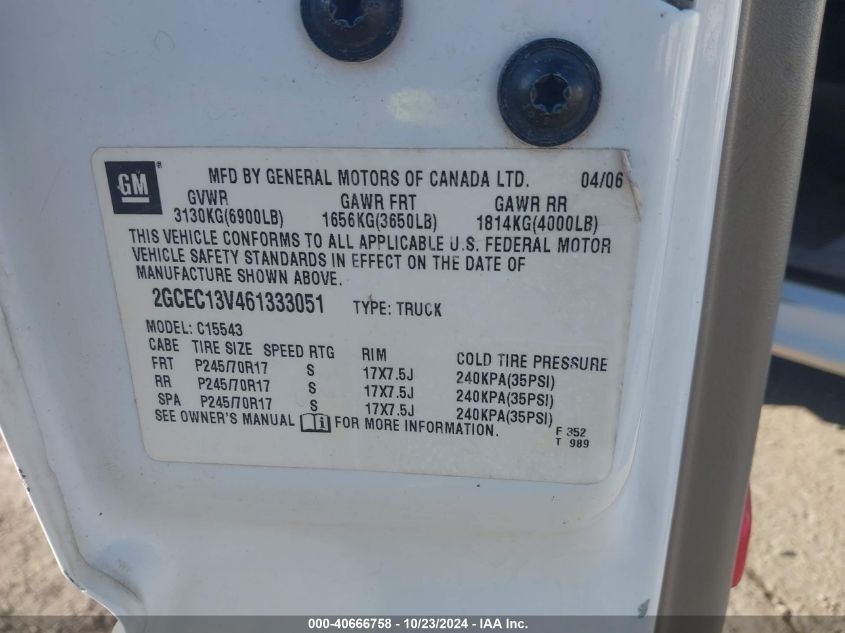 GM ®
MFD BY GENERAL MOTORS OF CANADA LTD. 04/06
GVWR GAWR FRT GAWR RR
3130KG(6900LB) 1656KG(3650LB) 1814KG(4000LB)
THIS VEHICLE CONFORMS TO ALL APPLICABLE U.S. FEDERAL MOTOR
VEHICLE SAFETY STANDARDS IN EFFECT ON THE DATE OF
MANUFACTURE SHOWN ABOVE.
2GCEC13V461333051 TYPE: TRUCK
MODEL: C15543
CABE TIRE SIZE SPEED RTG RIM COLD TIRE PRESSURE
FRT P245/70R17 S 17X7.5J 240KPA(35PSI)
RR P245/70R17 S 17X7.5J 240KPA(35PSI)
SPA P245/70R17 S 17X7.5J 240KPA(35PSI)
SEE OWNER'S MANUAL i FOR MORE INFORMATION.
F 352
T 989
000-40666758 - 10/23/2024 - IAA Inc.